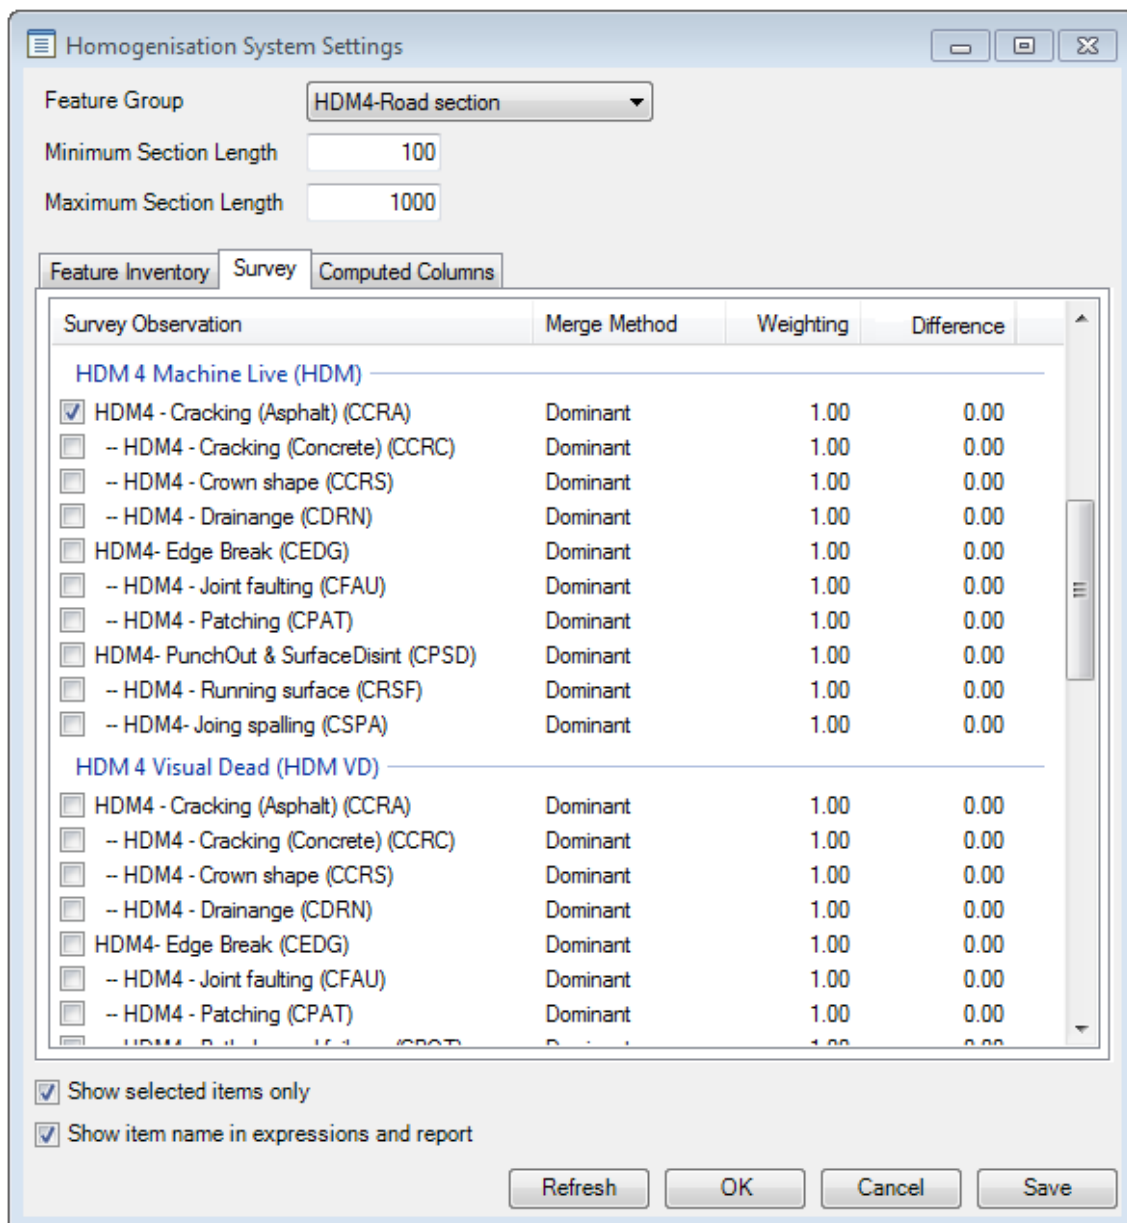 Homogenisation System Settings
Feature Group HDM4-Road section
Minimum Section Length 100
Maximum Section Length 1000
Feature Inventory Survey Computed Columns
Survey Observation Merge Method Weighting Difference
HDM 4 Machine Live (HDM)
HDM4 - Cracking (Asphalt) (CCRA) Dominant 1.00 0.00
-- HDM4 - Cracking (Concrete) (CCRC) Dominant 1.00 0.00
-- HDM4 - Crown shape (CCRS) Dominant 1.00 0.00
-- HDM4 - Drainange (CDRN) Dominant 1.00 0.00
HDM4- Edge Break (CEDG) Dominant 1.00 0.00
-- HDM4 - Joint faulting (CFAU) Dominant 1.00 0.00
-- HDM4 - Patching (CPAT) Dominant 1.00 0.00
HDM4- PunchOut & SurfaceDisint (CPSD) Dominant 1.00 0.00
-- HDM4 - Running surface (CRSF) Dominant 1.00 0.00
-- HDM4- Joing spalling (CSPA) Dominant 1.00 0.00
HDM 4 Visual Dead (HDM VD)
HDM4 - Cracking (Asphalt) (CCRA) Dominant 1.00 0.00
-- HDM4 - Cracking (Concrete) (CCRC) Dominant 1.00 0.00
-- HDM4 - Crown shape (CCRS) Dominant 1.00 0.00
-- HDM4 - Drainange (CDRN) Dominant 1.00 0.00
HDM4- Edge Break (CEDG) Dominant 1.00 0.00
-- HDM4 - Joint faulting (CFAU) Dominant 1.00 0.00
-- HDM4 - Patching (CPAT) Dominant 1.00 0.00
Show selected items only
Show item name in expressions and report
Refresh OK Cancel Save